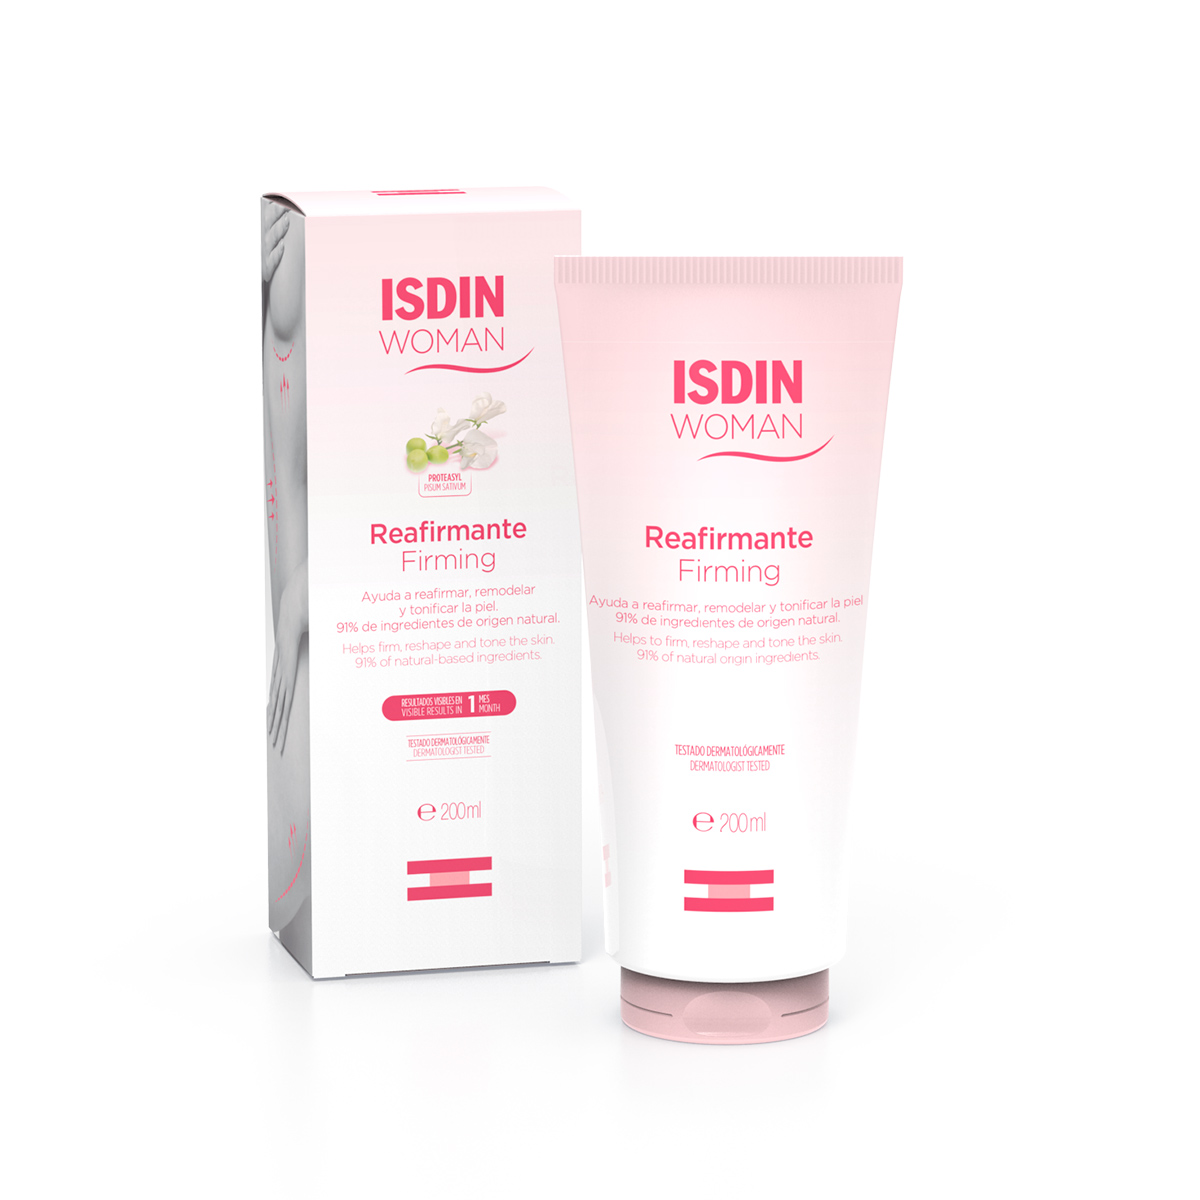 ISDIN
WOMAN
PROTEASYL
PISUM SATIVUM
Reafirmante
Firming
Ayuda a reafirmar, remodelar
y tonificar la piel.
91% de ingredientes de origen natural.
Helps firm, reshape and tone the skin.
91% of natural-based ingredients.
RESULTADOS VISIBLES EN 1 MES
VISIBLE RESULTS IN MONTH
TESTADO DERMATOLÓGICAMENTE
DERMATOLOGIST TESTED
℮ 200ml
ISDIN
WOMAN
Reafirmante
Firming
Ayuda a reafirmar, remodelar y tonificar la piel
91% de ingredientes de origen natural.
Helps to firm, reshape and tone the skin.
91% of natural origin ingredients.
TESTADO DERMATOLÓGICAMENTE
DERMATOLOGIST TESTED
℮ 200ml